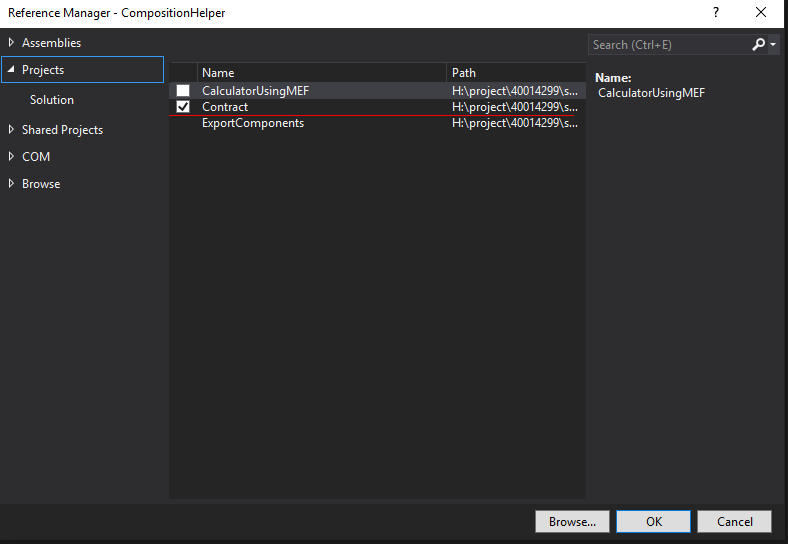 Reference Manager - CompositionHelper
?
Assemblies
Projects
Solution
Shared Projects
COM
Browse
Name Path
CalculatorUsingMEF H:\project\40014299\s...
Contract H:\project\40014299\s...
ExportComponents H:\project\40014299\s...
Search (Ctrl+E)
Name:
CalculatorUsingMEF
Browse... OK Cancel